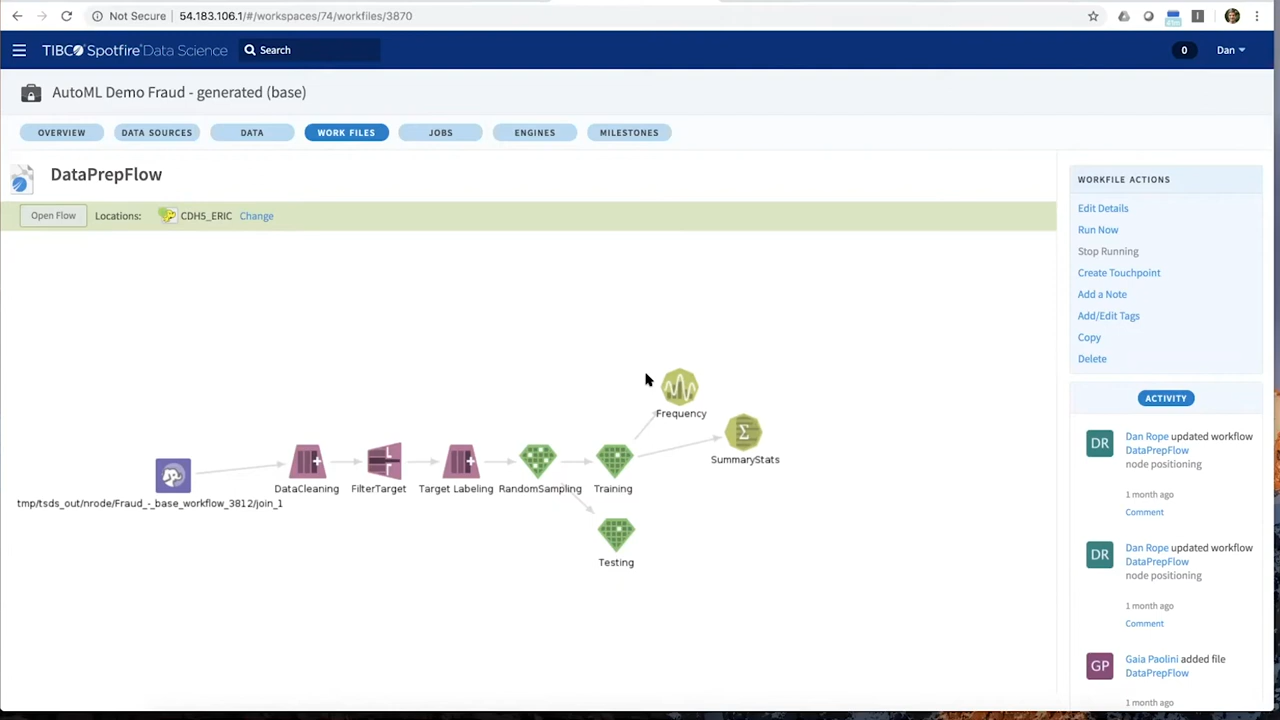 Not Secure 54.183.106.1/#/workspaces/74/workfiles/3870
TIBCO Spotfire Data Science Search 0 Dan
AutoML Demo Fraud - generated (base)
OVERVIEW DATA SOURCES DATA WORK FILES JOBS ENGINES MILESTONES
DataPrepFlow
Open Flow Locations: CDH5_ERIC Change
Frequency
SummaryStats
DataCleaning FilterTarget Target Labeling RandomSampling Training
tmp/tsds_out/nrode/Fraud_-_base_workflow_3812/join_1
Testing
WORKFILE ACTIONS
Edit Details
Run Now
Stop Running
Create Touchpoint
Add a Note
Add/Edit Tags
Copy
Delete
ACTIVITY
DR Dan Rope updated workflow
DataPrepFlow
node positioning
1 month ago
Comment
DR Dan Rope updated workflow
DataPrepFlow
node positioning
1 month ago
Comment
GP Gaia Paolini added file
DataPrepFlow
1 month ago